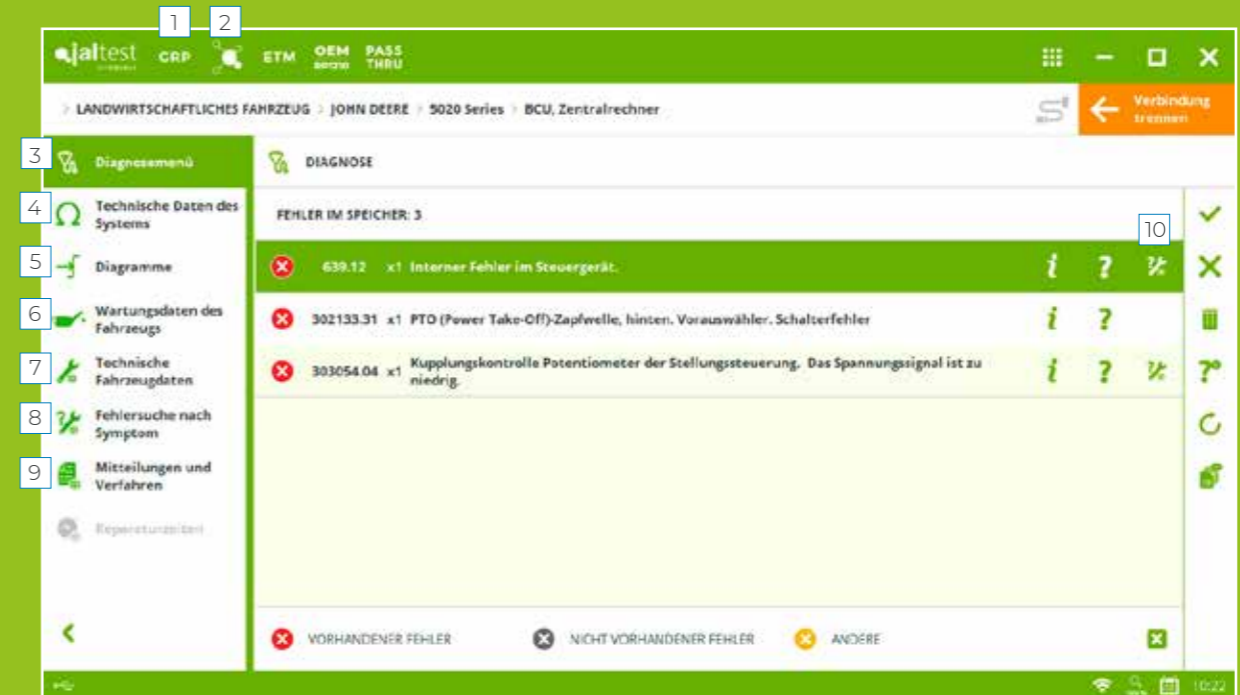 1
2
jaltest GRP ETM OEM PASS THRU
LANDWIRTSCHAFTLICHES FAHRZEUG > JOHN DEERE > 5020 Series > BCU, Zentralrechner
Verbindung
trennen
3
Diagnosemenü
DIAGNOSE
4
Technische Daten des
Systems
FEHLER IM SPEICHER: 3
10
5
Diagramme
639.12 x1 Interner Fehler im Steuergerät.
6
Wartungsdaten des
Fahrzeugs
302133.31 x1 PTO (Power Take-Off)-Zapfwelle, hinten. Vorauswähler. Schalterfehler
7
Technische
Fahrzeugdaten
303054.04 x1 Kupplungskontrolle Potentiometer der Stellungssteuerung. Das Spannungssignal ist zu
niedrig.
8
Fehlersuche nach
Symptom
9
Mitteilungen und
Verfahren
Reparaturzeiten
VORHANDENER FEHLER NICHT VORHANDENER FEHLER ANDERE
10:22